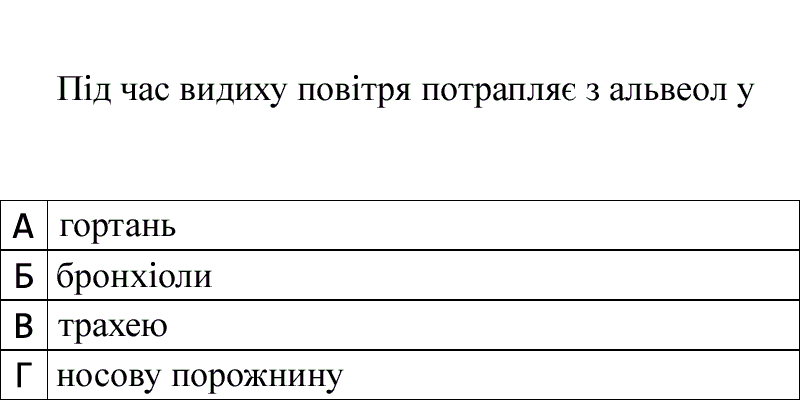 Під час видиху повітря потрапляє з альвеол у
А гортань
Б бронхіоли
В трахею
Г носову порожнину